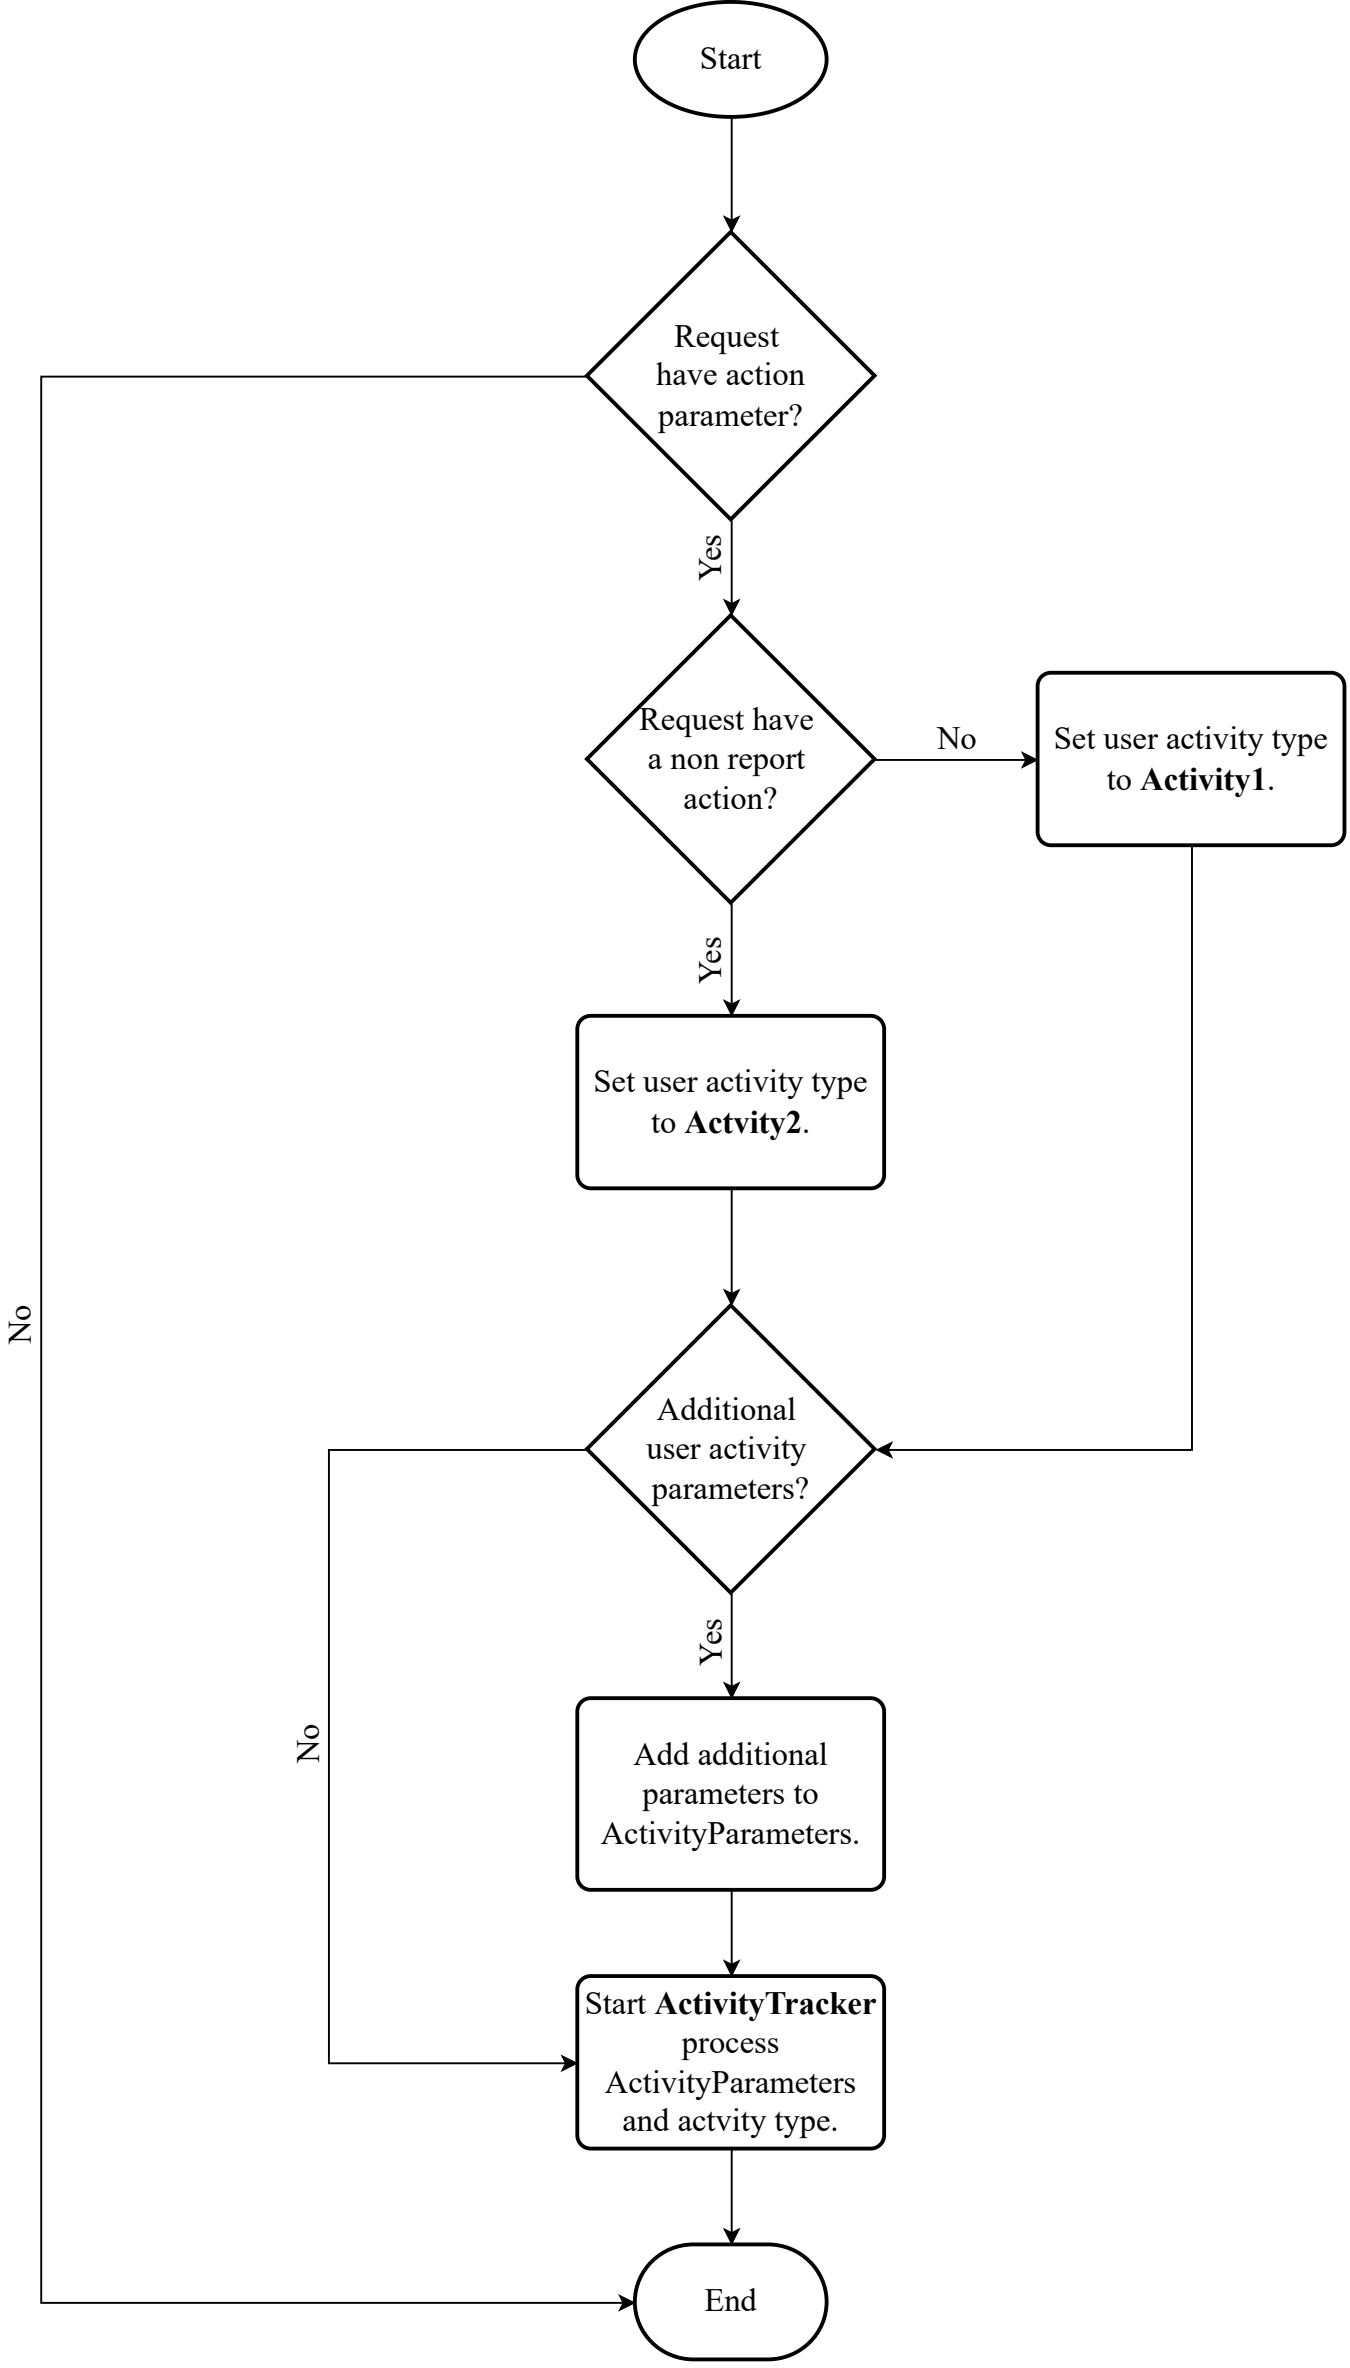 Start
Request
have action
parameter?
Yes
Request have
a non report
action?
No
Set user activity type
to Activity1.
Yes
Set user activity type
to Actvity2.
No
Additional
user activity
parameters?
Yes
No
Add additional
parameters to
ActivityParameters.
Start ActivityTracker
process
ActivityParameters
and actvity type.
End